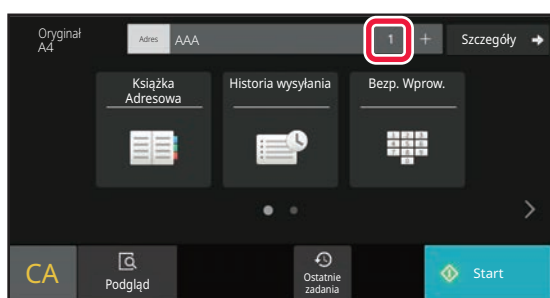 Oryginał
A4
Adres AAA 1 + Szczegóły
Książka
Adresowa
Historia wysyłania
Bezp. Wprow.
CA
Podgląd
Ostatnie
zadania
Start